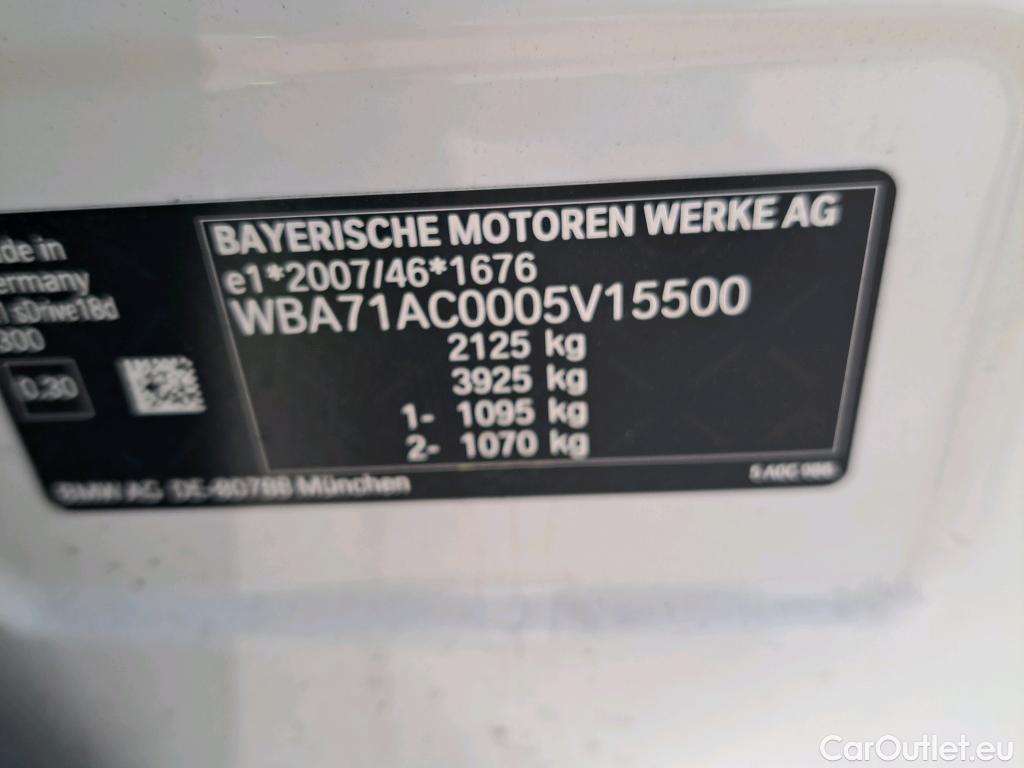 BAYERISCHE MOTOREN WERKE AG
e1*2007/46*1676
WBA71AC0005V15500
2125 kg
3925 kg
1- 1095 kg
2- 1070 kg
de in
ermany
sDrive18d
300
0.30
BMW AG DE-80788 München
CarOutlet.eu